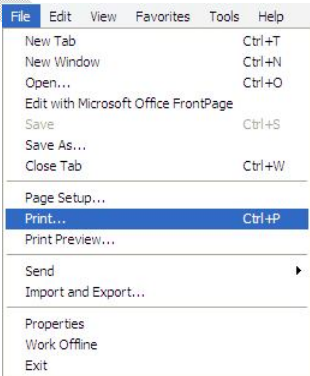 File Edit View Favorites Tools Help
New Tab Ctrl+T
New Window Ctrl+N
Open... Ctrl+O
Edit with Microsoft Office FrontPage
Save Ctrl+S
Save As...
Close Tab Ctrl+W
Page Setup...
Print... Ctrl+P
Print Preview...
Send
Import and Export...
Properties
Work Offline
Exit